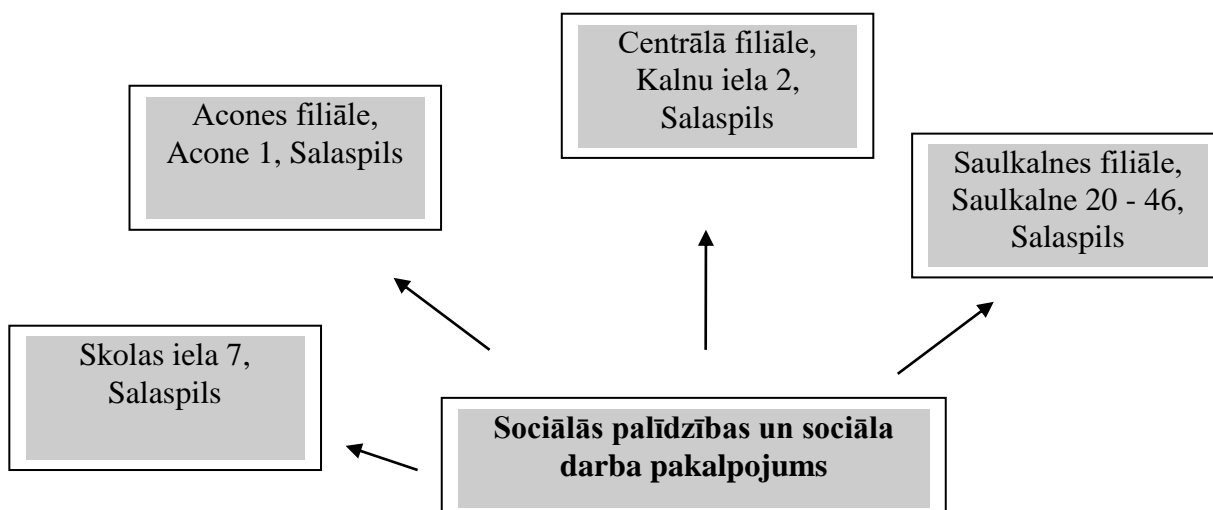 Centrālā filiāle,
Kalnu iela 2,
Salaspils
Acones filiāle,
Acone 1, Salaspils
Saulkalnes filiāle,
Saulkalne 20 - 46,
Salaspils
Skolas iela 7,
Salaspils
Sociālās palīdzības un sociāla
darba pakalpojums